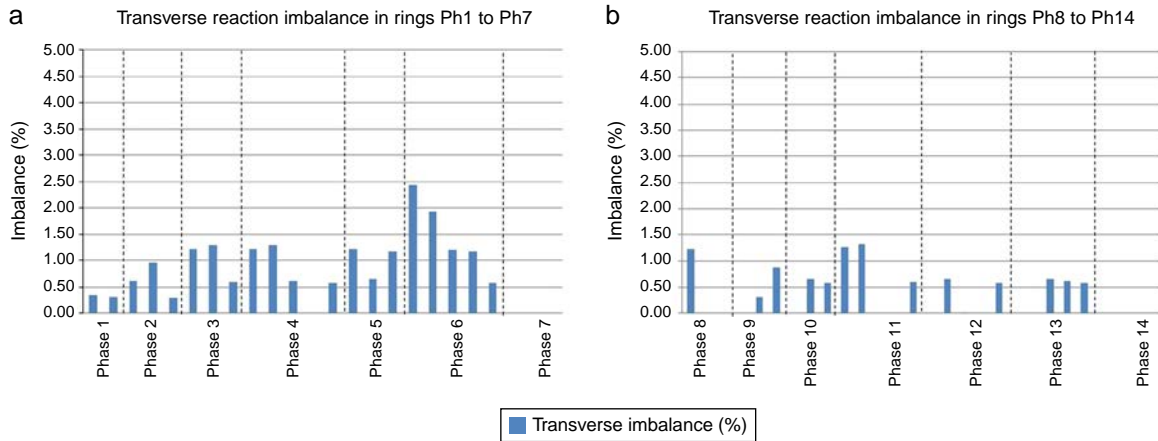 a
Transverse reaction imbalance in rings Ph1 to Ph7
5.00
4.50
4.00
3.50
3.00
2.50
2.00
1.50
1.00
0.50
0.00
Imbalance (%)
Phase 1
Phase 2
Phase 3
Phase 4
Phase 5
Phase 6
Phase 7
b
Transverse reaction imbalance in rings Ph8 to Ph14
5.00
4.50
4.00
3.50
3.00
2.50
2.00
1.50
1.00
0.50
0.00
Imbalance (%)
Phase 8
Phase 9
Phase 10
Phase 11
Phase 12
Phase 13
Phase 14
Transverse imbalance (%)